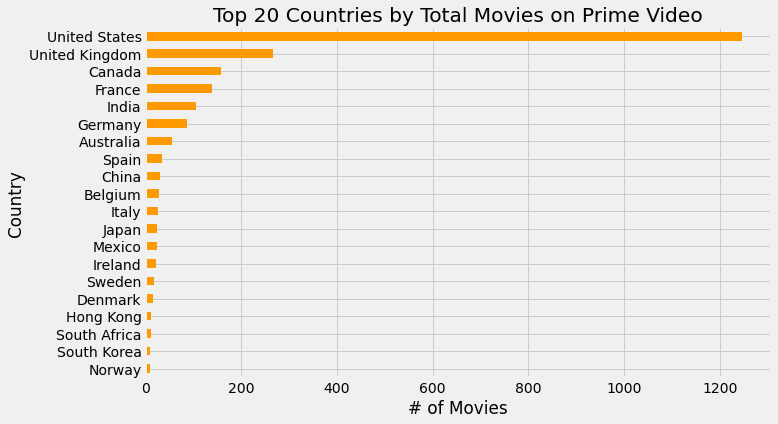 Top 20 Countries by Total Movies on Prime Video
United States
United Kingdom
Canada
France
India
Germany
Australia
Spain
China
Belgium
Italy
Japan
Mexico
Ireland
Sweden
Denmark
Hong Kong
South Africa
South Korea
Norway
Country
0 200 400 600 800 1000 1200
# of Movies